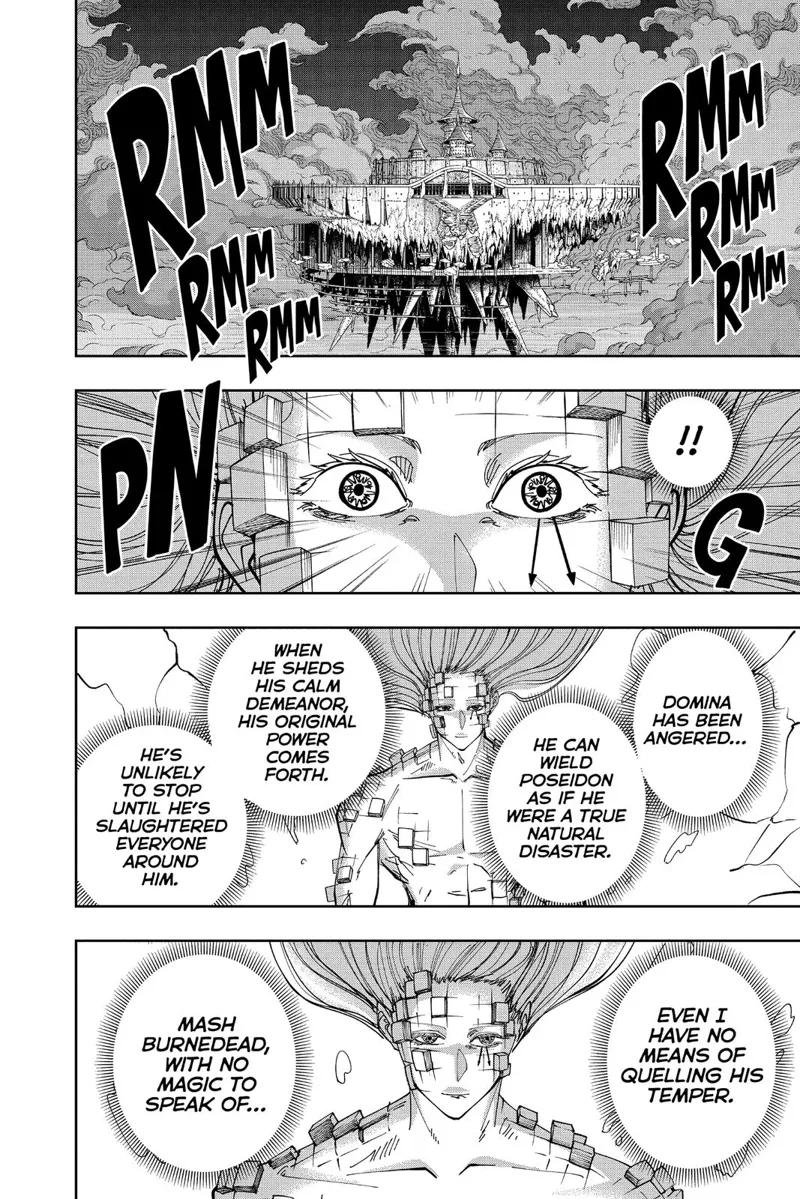 RMM
RMM
RMM
RMM
RMM
RMM
!!
PNG
DOMINA
HAS BEEN
ANGERED...
HE CAN
WIELD
POSEIDON
AS IF HE
WERE A TRUE
NATURAL
DISASTER.
WHEN
HE SHEDS
HIS CALM
DEMEANOR,
HIS ORIGINAL
POWER
COMES
FORTH.
HE'S
UNLIKELY
TO STOP
UNTIL HE'S
SLAUGHTERED
EVERYONE
AROUND
HIM.
EVEN I
HAVE NO
MEANS OF
QUELLING HIS
TEMPER.
MASH
BURNEDEAD,
WITH NO
MAGIC TO
SPEAK OF...